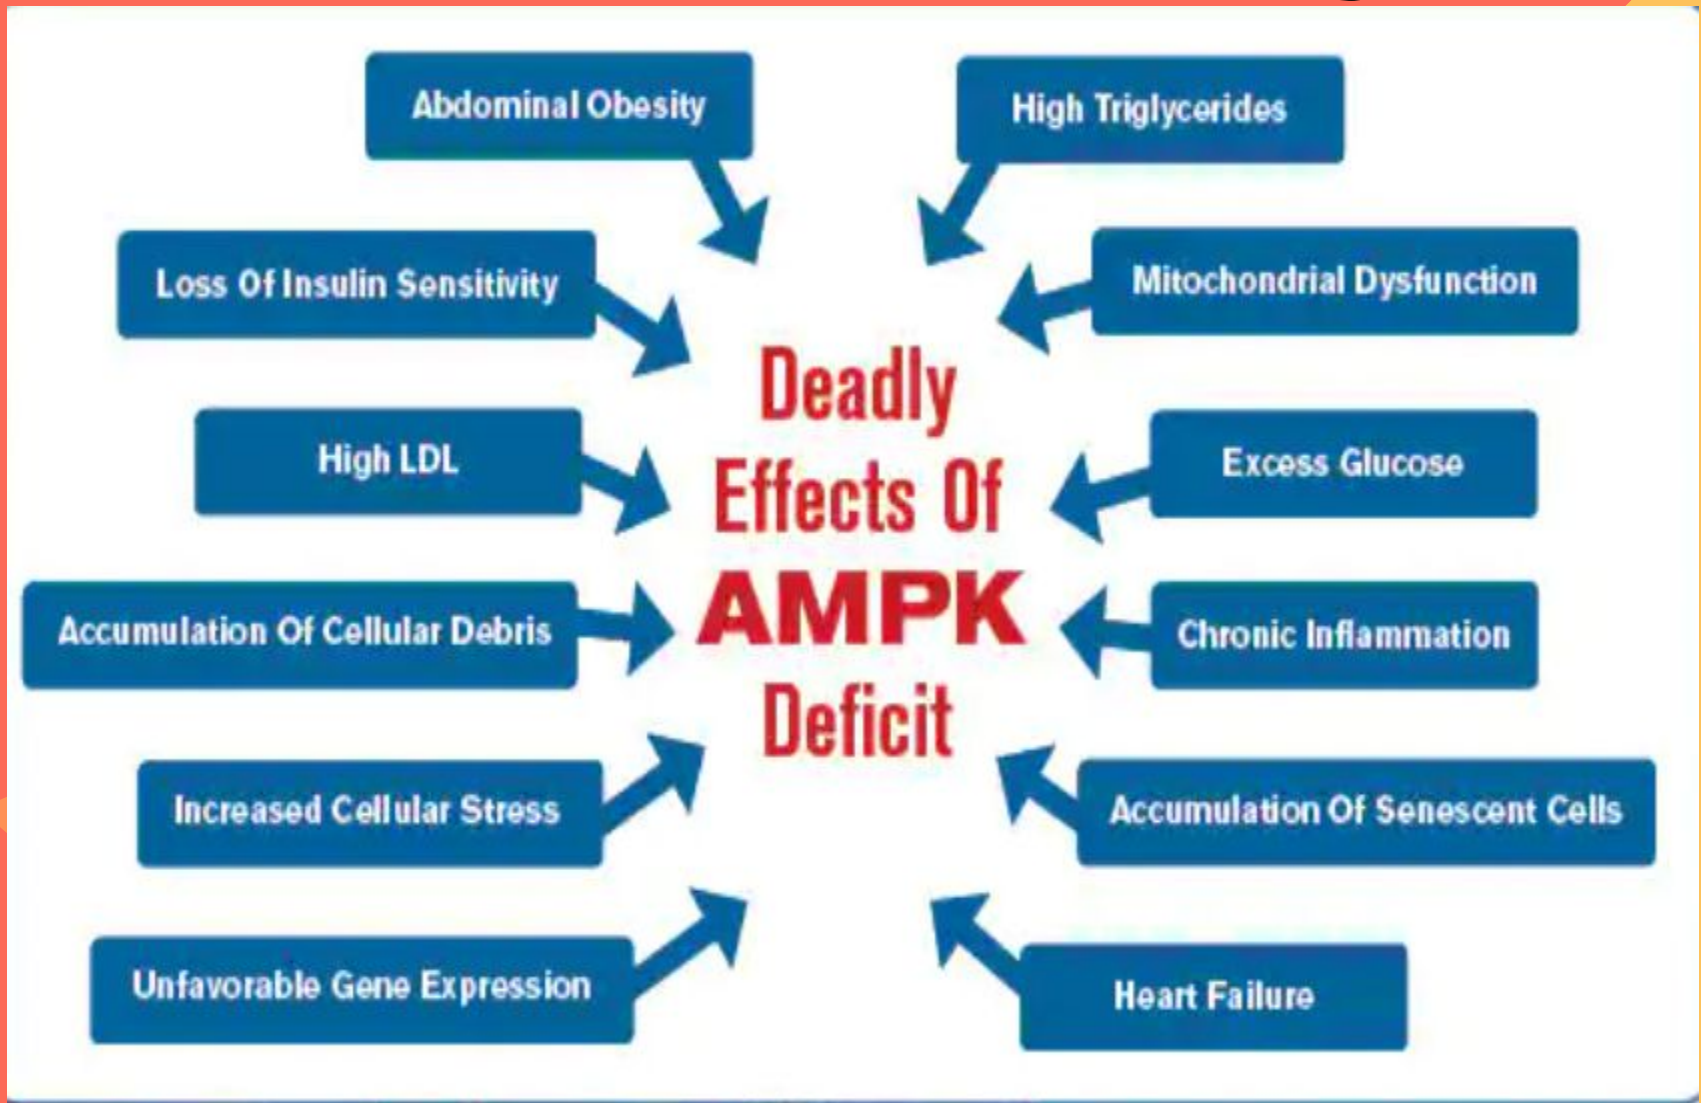 Abdominal Obesity
High Triglycerides
Loss Of Insulin Sensitivity
Mitochondrial Dysfunction
Deadly
Effects Of
AMPK
Deficit
High LDL
Excess Glucose
Accumulation Of Cellular Debris
Chronic Inflammation
Increased Cellular Stress
Accumulation Of Senescent Cells
Unfavorable Gene Expression
Heart Failure